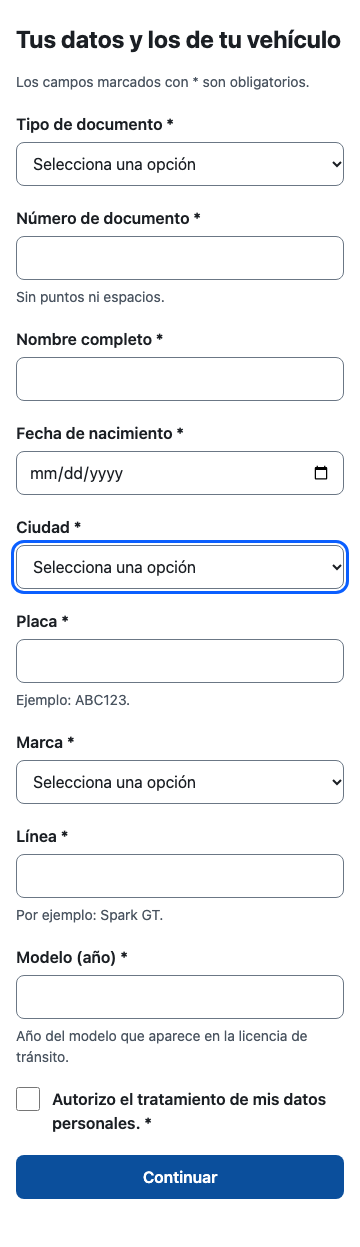 Tus datos y los de tu vehículo
Los campos marcados con * son obligatorios.
Tipo de documento *
Selecciona una opción
Número de documento *
Sin puntos ni espacios.
Nombre completo *
Fecha de nacimiento *
mm/dd/yyyy
Ciudad *
Selecciona una opción
Placa *
Ejemplo: ABC123.
Marca *
Selecciona una opción
Línea *
Por ejemplo: Spark GT.
Modelo (año) *
Año del modelo que aparece en la licencia de
tránsito.
Autorizo el tratamiento de mis datos
personales. *
Continuar